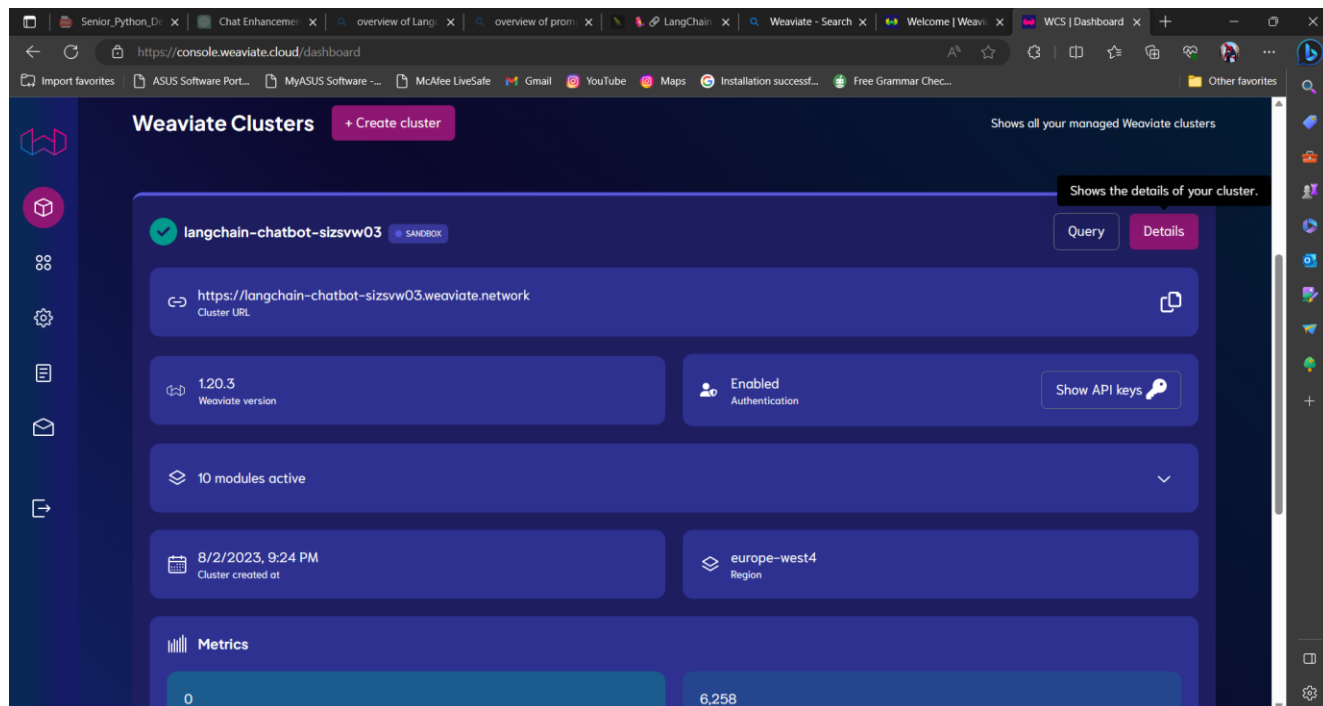 Senior_Python_De
Chat Enhancemen
overview of Lang
overview of prom
LangChain
Weaviate - Search
Welcome | Weavi
WCS | Dashboard
https://console.weaviate.cloud/dashboard
Import favorites
ASUS Software Port...
MyASUS Software -...
McAfee LiveSafe
Gmail
YouTube
Maps
Installation successf...
Free Grammar Chec...
Other favorites
Weaviate Clusters
+ Create cluster
Shows all your managed Weaviate clusters
Shows the details of your cluster.
langchain-chatbot-sizsvw03
SANDBOX
Query
Details
https://langchain-chatbot-sizsvw03.weaviate.network
Cluster URL
1.20.3
Weaviate version
Enabled
Authentication
Show API keys
10 modules active
8/2/2023, 9:24 PM
Cluster created at
europe-west4
Region
Metrics
0
6,258